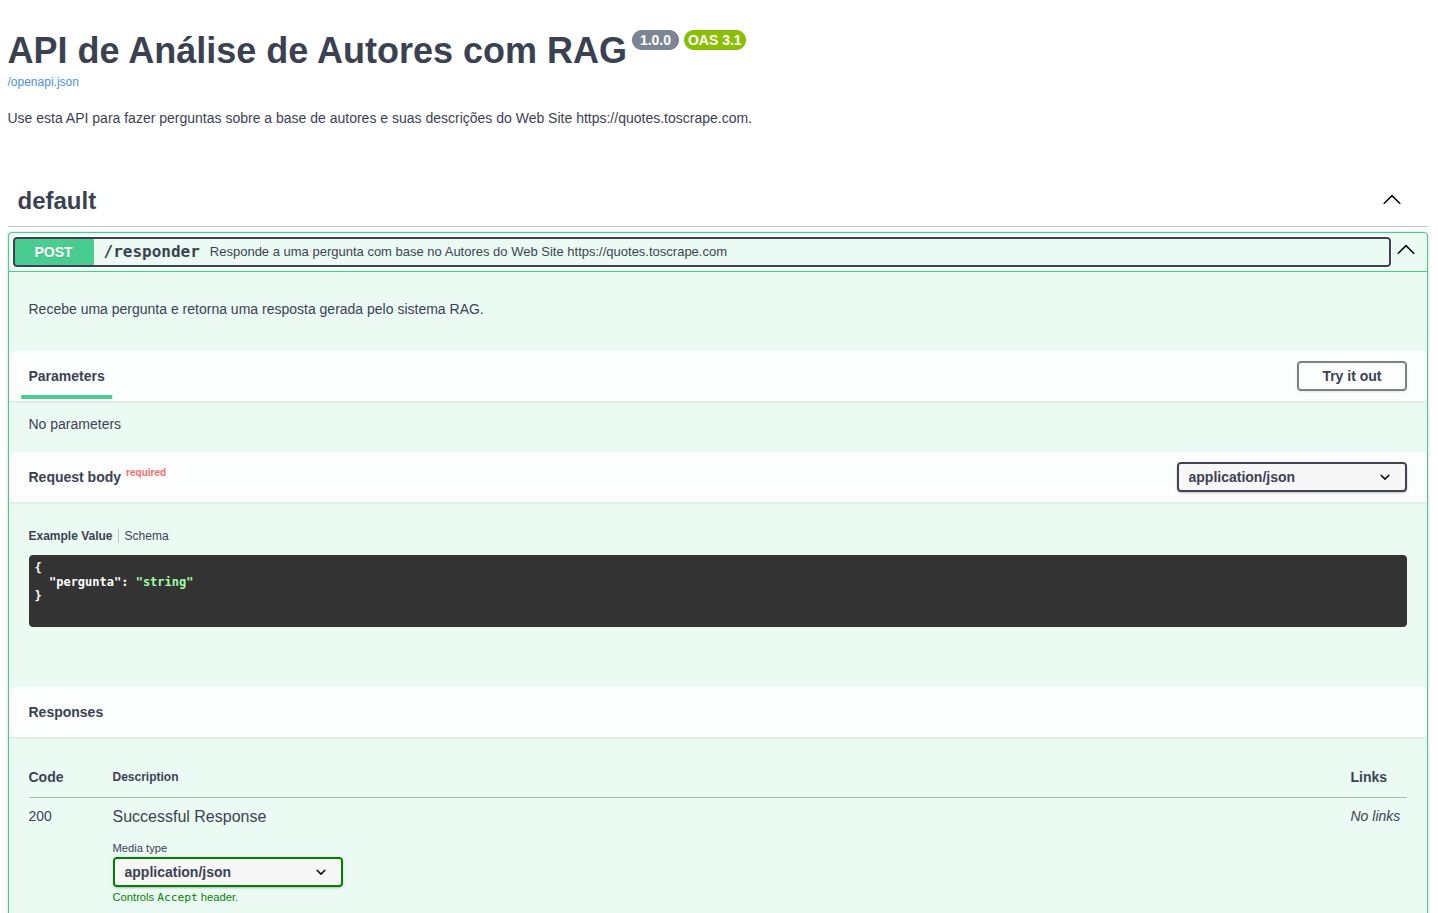 API de Análise de Autores com RAG 1.0.0 OAS 3.1
/openapi.json
Use esta API para fazer perguntas sobre a base de autores e suas descrições do Web Site https://quotes.toscrape.com.
default
POST /responder Responde a uma pergunta com base no Autores do Web Site https://quotes.toscrape.com
Recebe uma pergunta e retorna uma resposta gerada pelo sistema RAG.
Parameters Try it out
No parameters
Request body required application/json
Example Value Schema
{
"pergunta": "string"
}
Responses
Code Description Links
200 Successful Response No links
Media type
application/json
Controls Accept header.